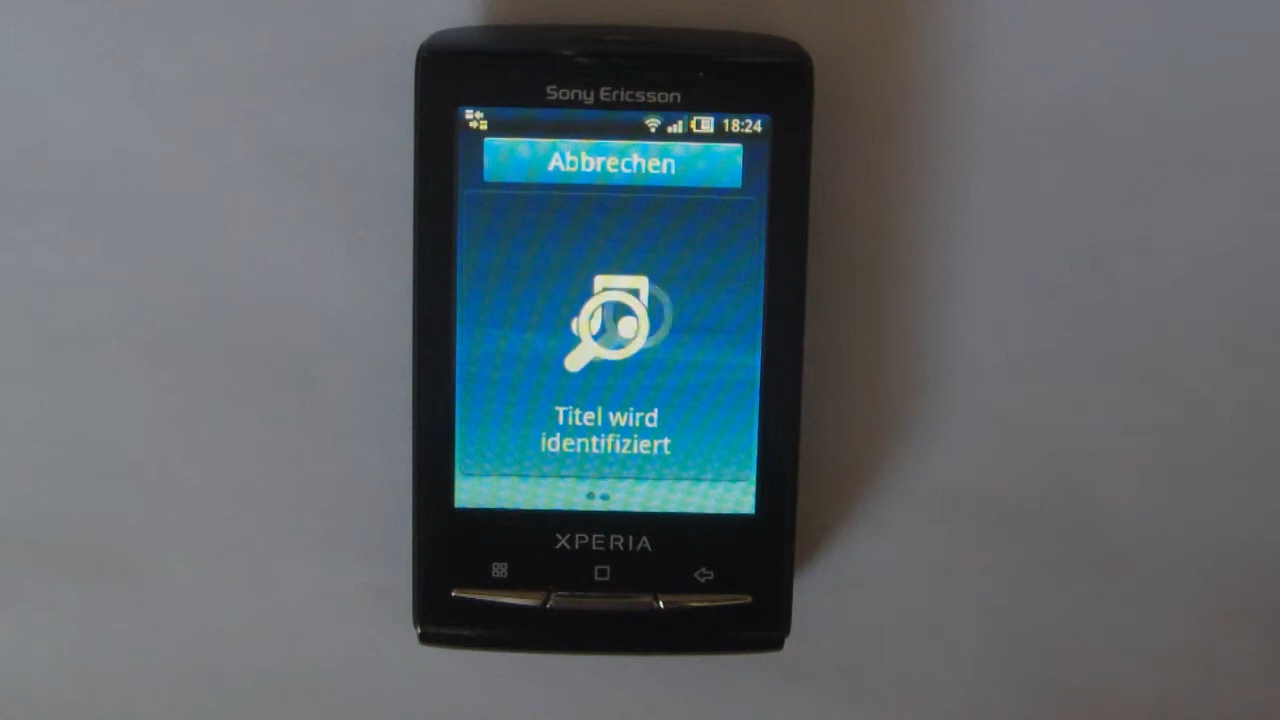 Sony Ericsson
18:24
Abbrechen
Titel wird
identifiziert
XPERIA